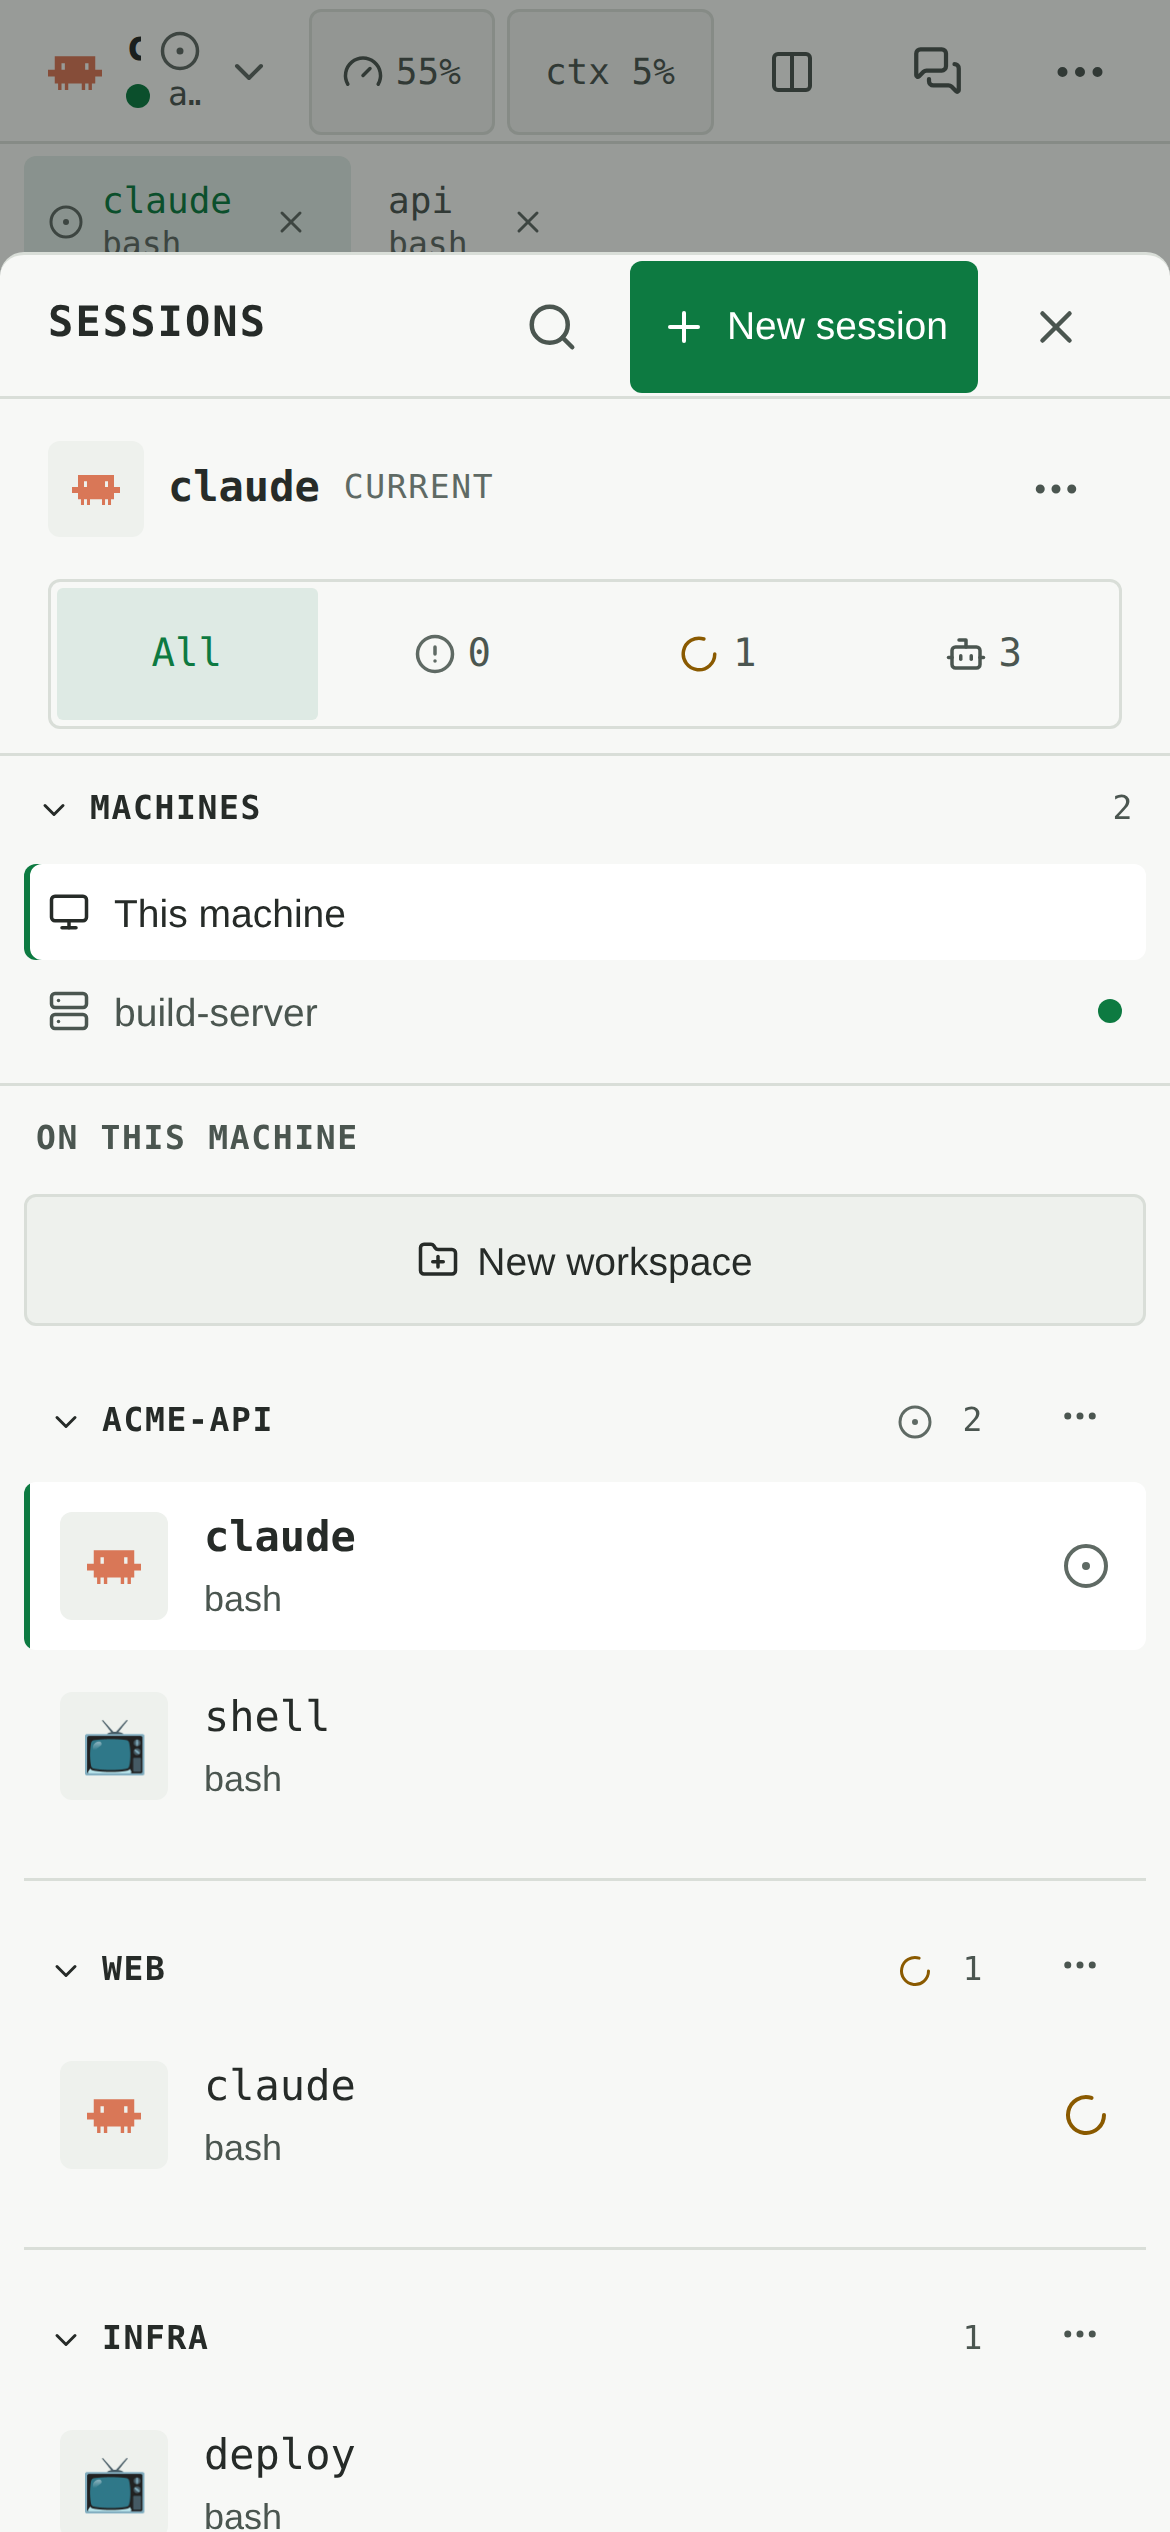 a…
55%
ctx 5%
claude
bash
api
bash
SESSIONS
New session
claude CURRENT
All
0
1
3
MACHINES
2
This machine
build-server
ON THIS MACHINE
New workspace
ACME-API
2
claude
bash
shell
bash
WEB
1
claude
bash
INFRA
1
deploy
bash